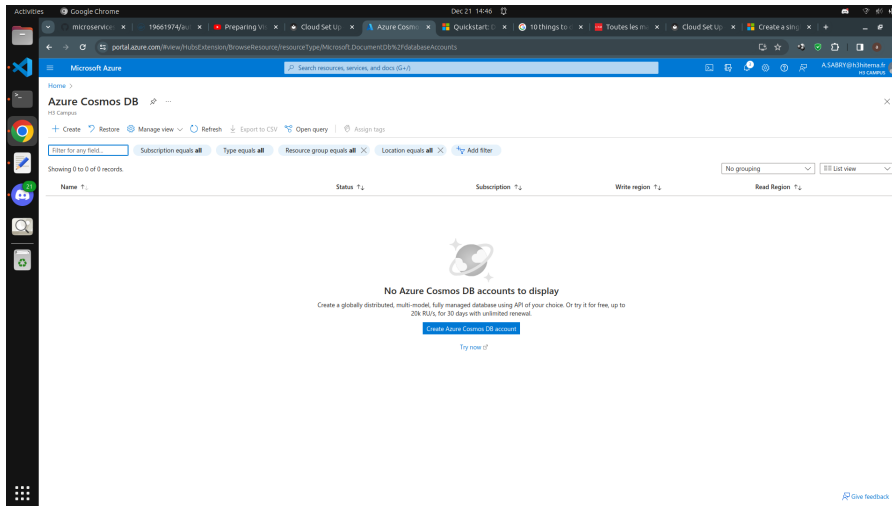 Activities Google Chrome Dec 21 14:46
microservice 19661974/au Preparing Vi Cloud Set Up Azure Cosmo Quickstart: 10 things to Toutes les m Cloud Set Up Create a sing
portal.azure.com/#view/HubsExtension/BrowseResource/resourceType/Microsoft.DocumentDb%2FdatabaseAccounts
Microsoft Azure Search resources, services, and docs (G+/) A.SABRY@h3hitema.fr
H3 CAMPUS
Home >
Azure Cosmos DB ...
H3 Campus
+ Create Restore Manage view Refresh Export to CSV Open query Assign tags
Filter for any field... Subscription equals all Type equals all Resource group equals all Location equals all Add filter
Showing 0 to 0 of 0 records. No grouping List view
Name ↑↓ Status ↑↓ Subscription ↑↓ Write region ↑↓ Read Region ↑↓
21
No Azure Cosmos DB accounts to display
Create a globally distributed, multi-model, fully managed database using API of your choice. Or try it for free, up to
20k RU/s, for 30 days with unlimited renewal.
Create Azure Cosmos DB account
Try now
Give feedback